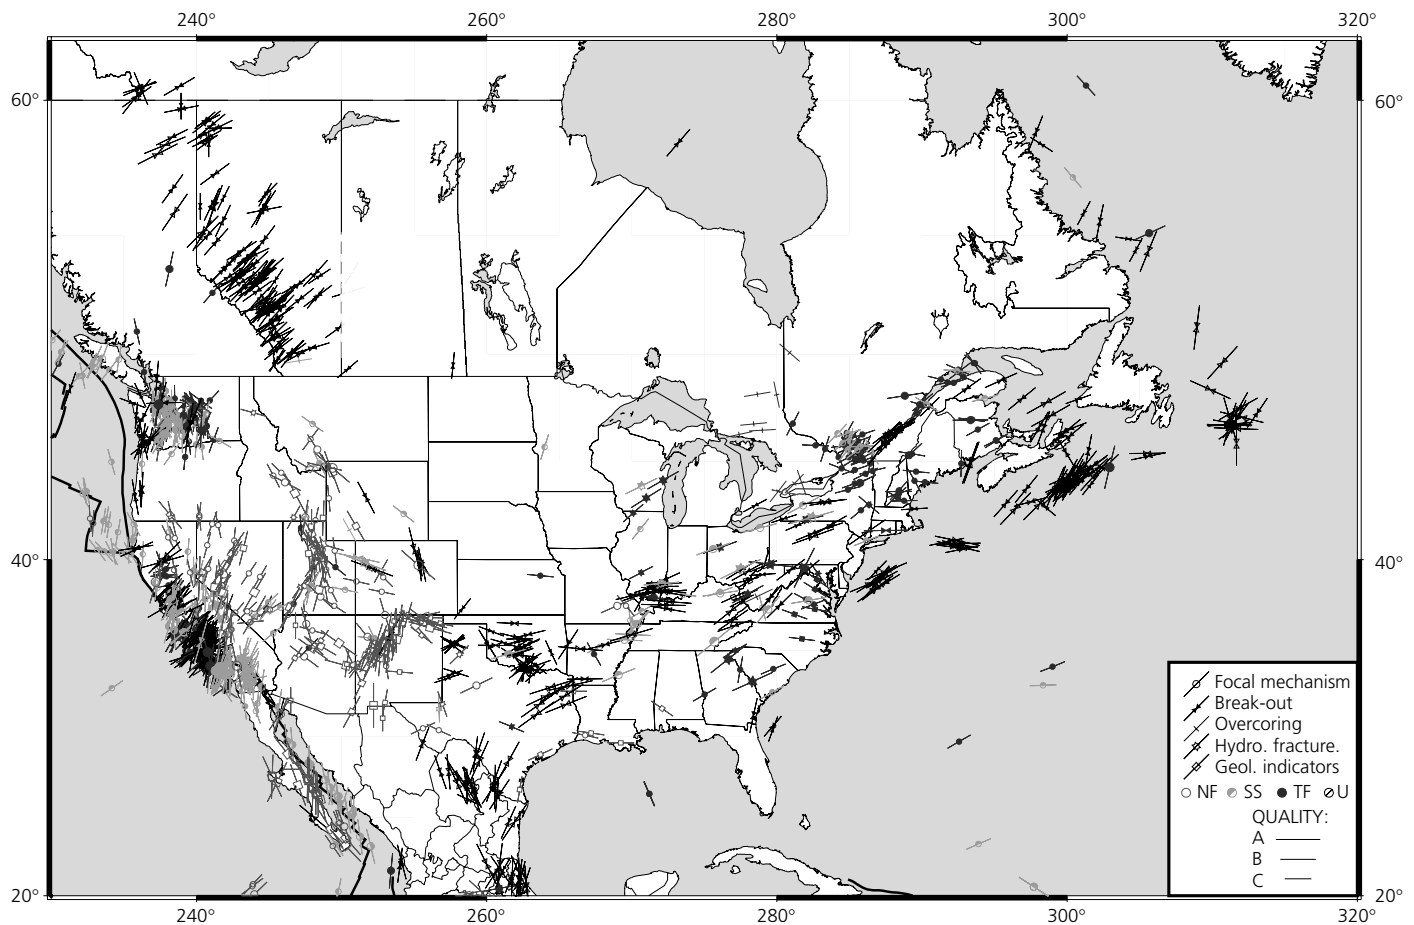 240° 260° 280° 300° 320°
60° 60°
40° 40°
20° 20°
Focal mechanism
Break-out
Overcoring
Hydro. fracture.
Geol. indicators
NF SS TF U
QUALITY:
A
B
C
240° 260° 280° 300° 320°